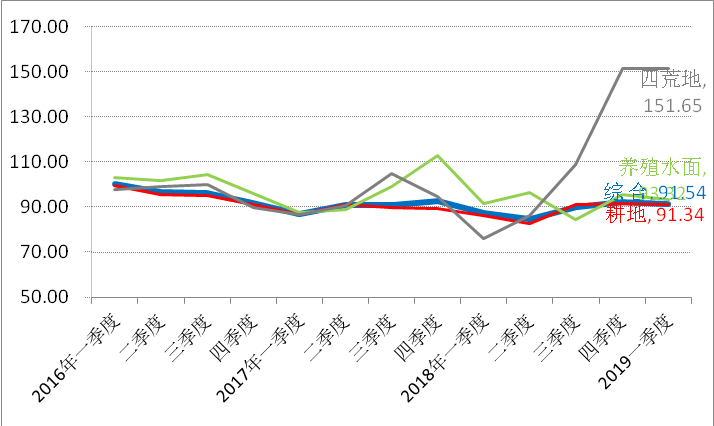 170.00
150.00
130.00
110.00
90.00
70.00
50.00
四荒地,
151.65
养殖水面,
综合, 91.54
耕地, 91.34
2016年一季度
二季度
三季度
四季度
2017年一季度
二季度
三季度
四季度
2018年一季度
二季度
三季度
四季度
2019一季度